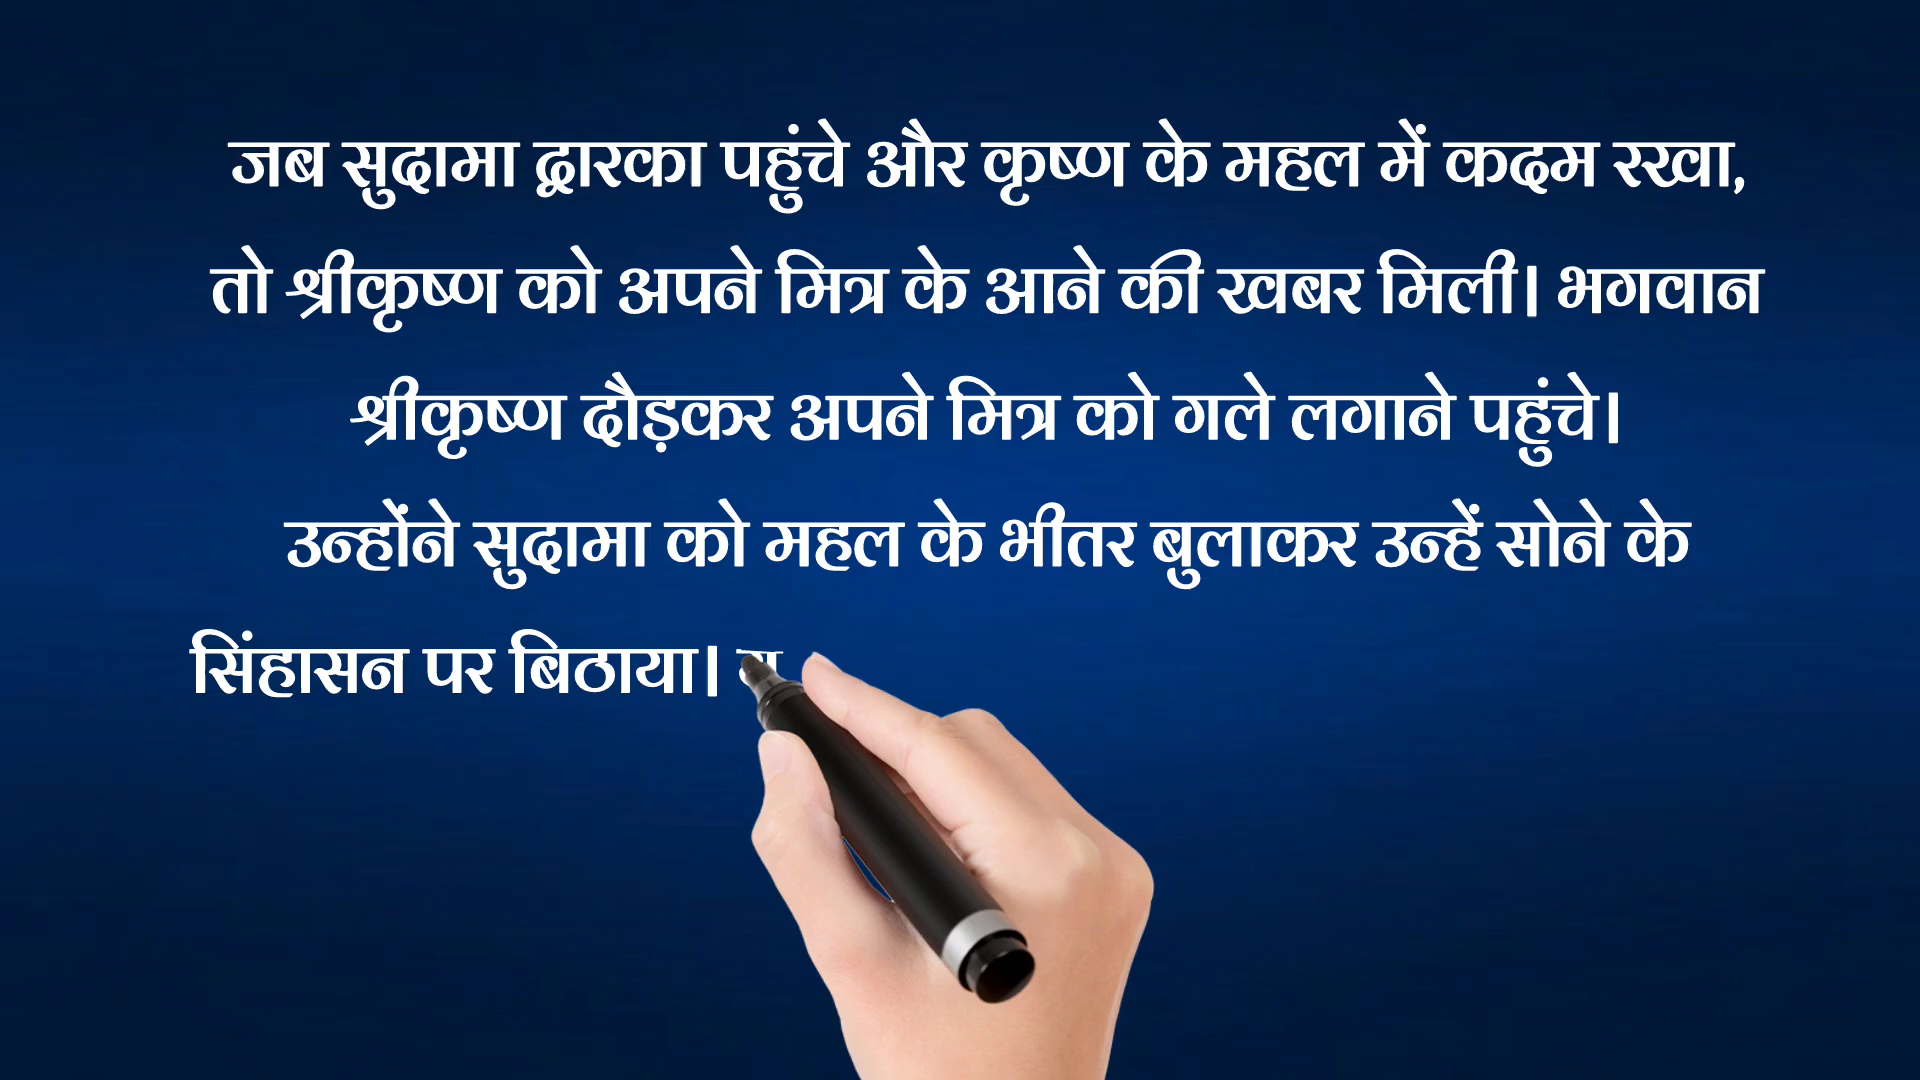 जब सुदामा द्वारका पहुंचे और कृष्ण के महल में कदम रखा,
तो श्रीकृष्ण को अपने मित्र के आने की खबर मिली। भगवान
श्रीकृष्ण दौड़कर अपने मित्र को गले लगाने पहुंचे।
उन्होंने सुदामा को महल के भीतर बुलाकर उन्हें सोने के
सिंहासन पर बिठाया।